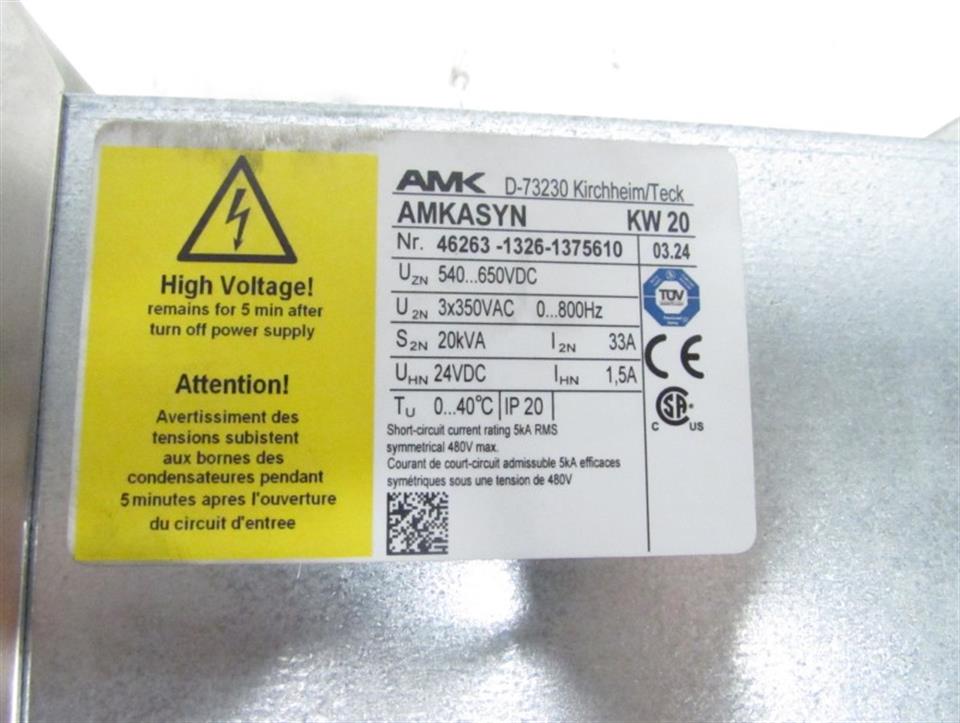 High Voltage!
remains for 5 min after
turn off power supply
Attention!
Avertissiment des
tensions subistent
aux bornes des
condensateures pendant
5 minutes apres l'ouverture
du circuit d'entree
AMK D-73230 Kirchheim/Teck
AMKASYN KW 20
Nr. 46263 -1326-1375610 03.24
UZN 540...650VDC
U2N 3x350VAC 0...800Hz
S2N 20kVA I2N 33A
UHN 24VDC IHN 1,5A
TU 0...40°C IP 20
Short-circuit current rating 5kA RMS
symmetrical 480V max.
Courant de court-circuit admissible 5kA efficaces
symétriques sous une tension de 480V
TÜV
CE
CSA
C US